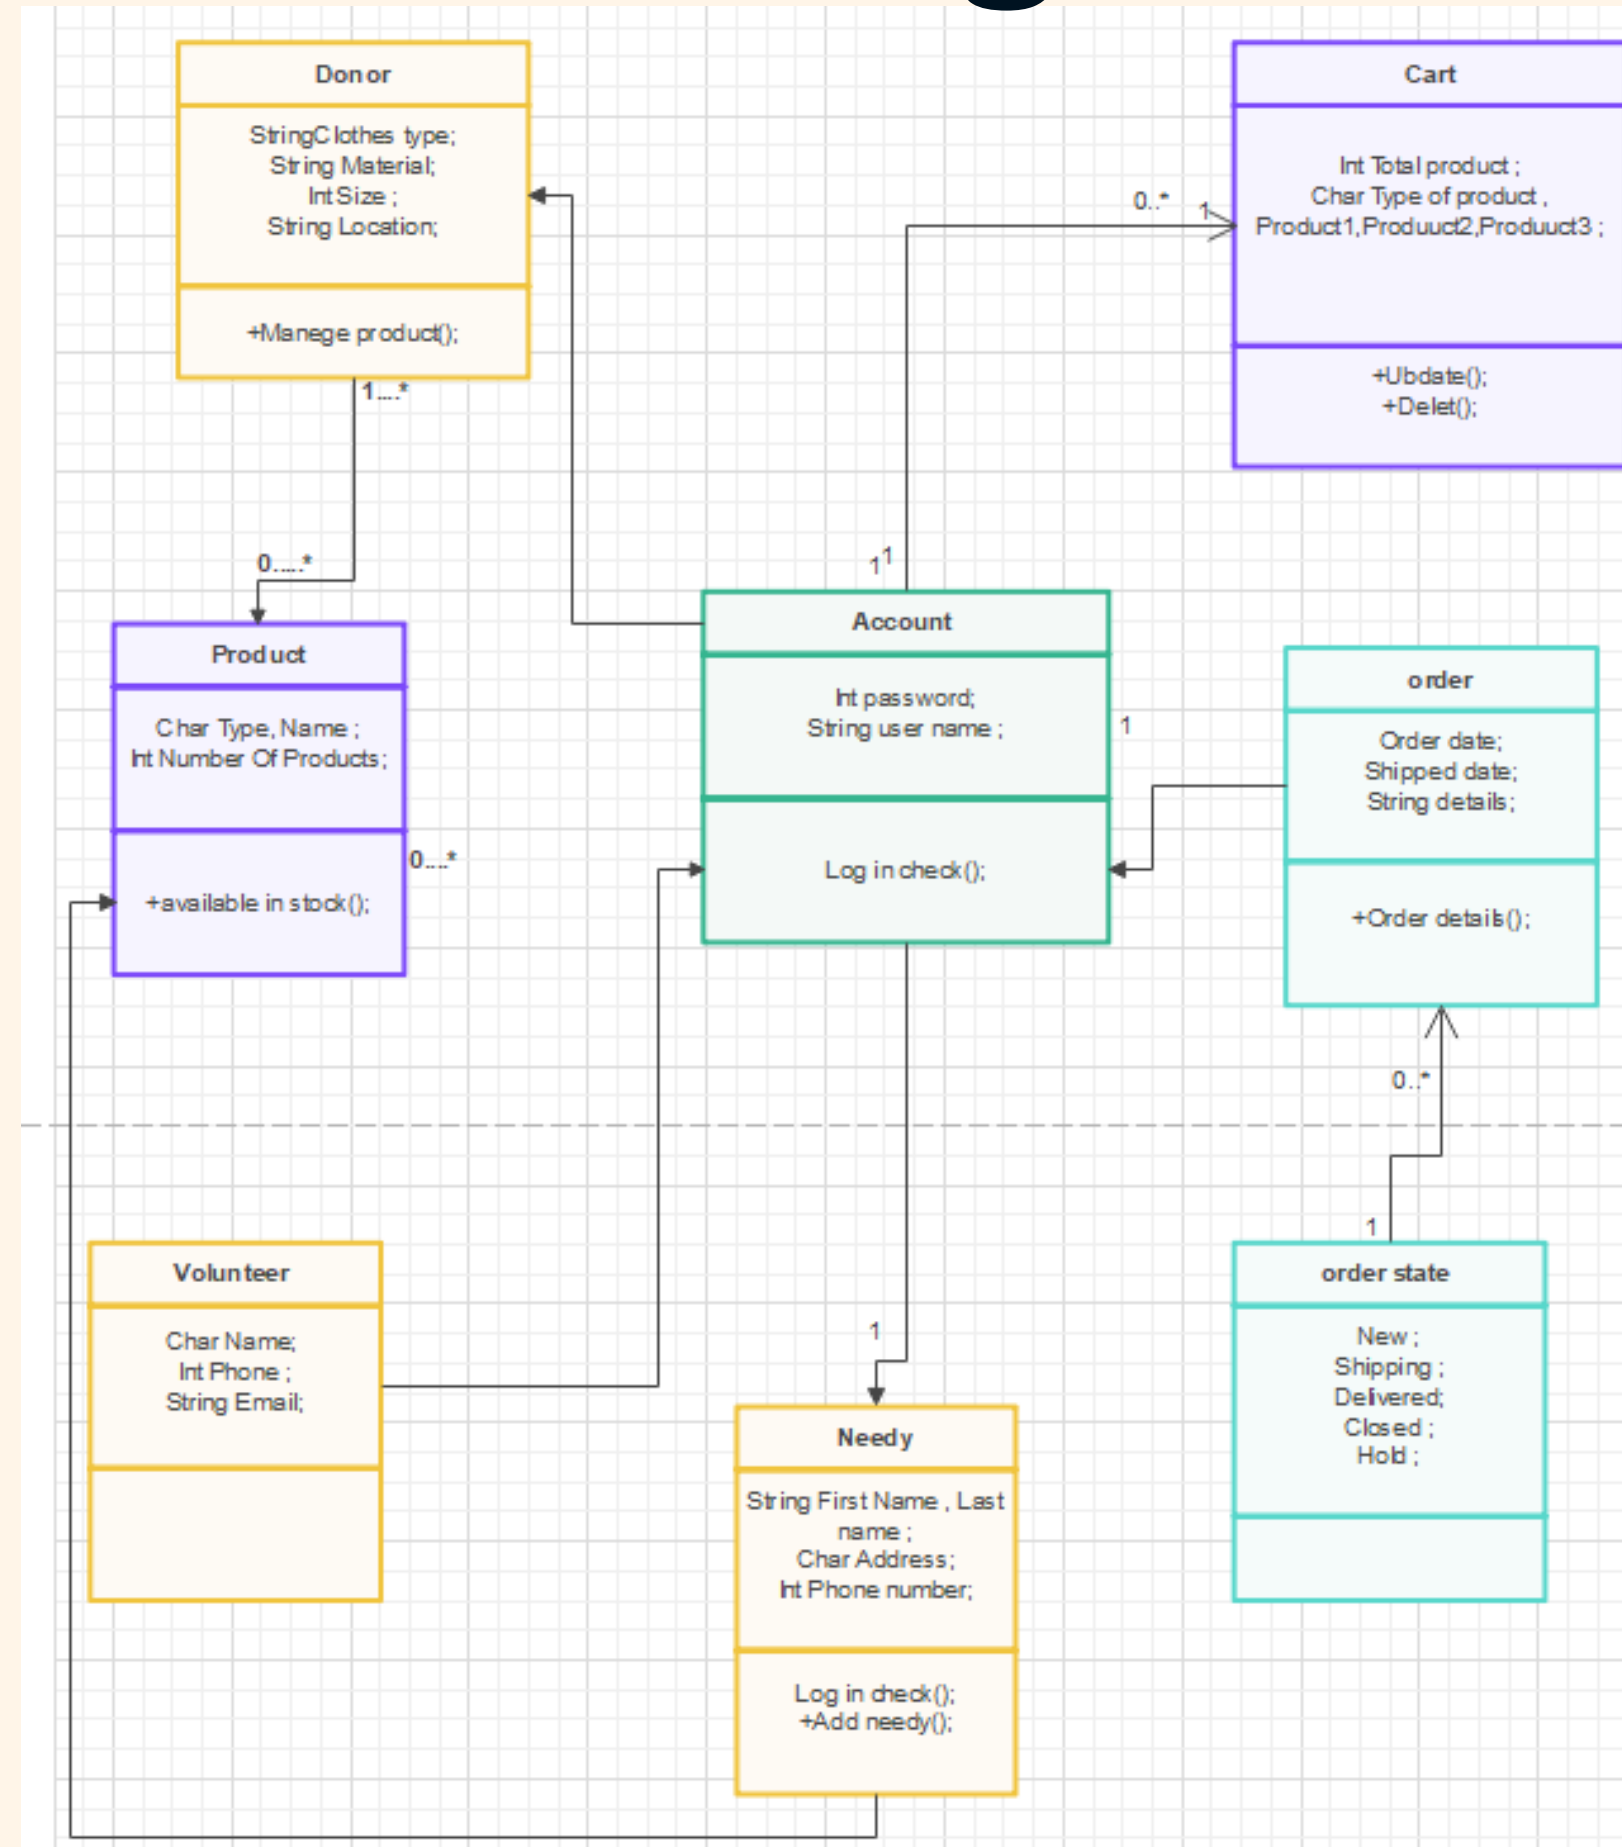 Donor
StringClothes type;
String Material;
Int Size ;
String Location;
+Manege product();
1....*
0.....*
Product
Char Type, Name ;
Int Number Of Products;
+available in stock();
0....*
Cart
Int Total product ;
Char Type of product ,
Product1,Produuct2,Produuct3 ;
+Ubdate();
+Delet();
0..*
1
1
1
Account
Int password;
String user name ;
Log in check();
1
order
Order date;
Shipped date;
String details;
+Order details();
0..*
1
order state
New ;
Shipping ;
Delivered;
Closed ;
Hold ;
Volunteer
Char Name;
Int Phone ;
String Email;
1
Needy
String First Name , Last
name ;
Char Address;
Int Phone number;
Log in check();
+Add needy();